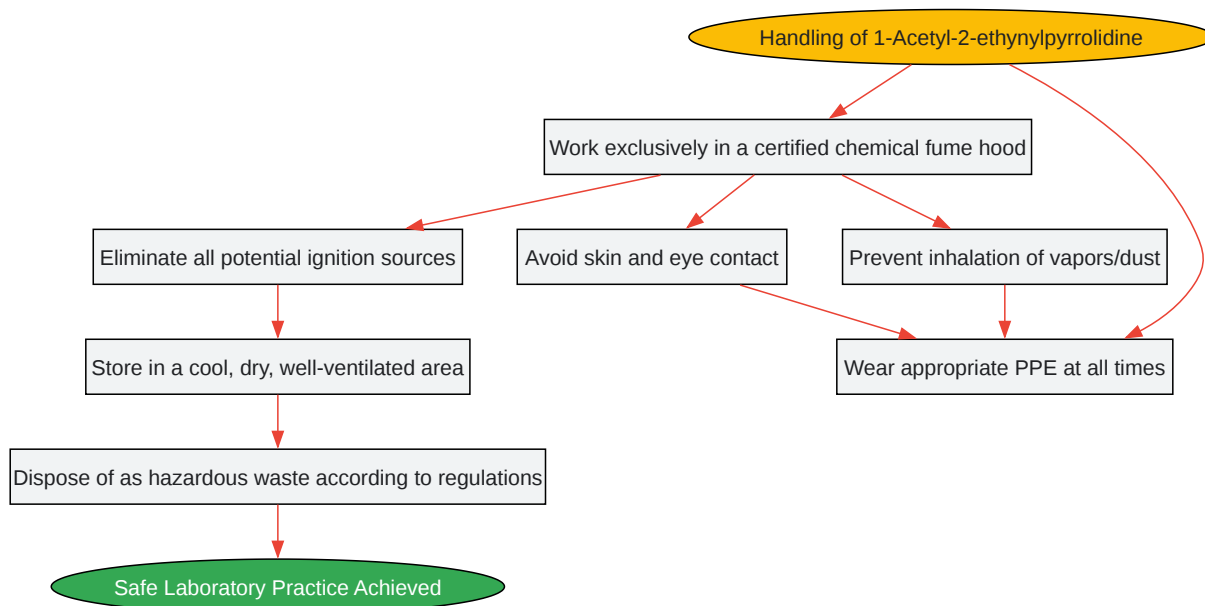 Handling of 1-Acetyl-2-ethynylpyrrolidine
Work exclusively in a certified chemical fume hood
Eliminate all potential ignition sources
Avoid skin and eye contact
Prevent inhalation of vapors/dust
Store in a cool, dry, well-ventilated area
Wear appropriate PPE at all times
Dispose of as hazardous waste according to regulations
Safe Laboratory Practice Achieved